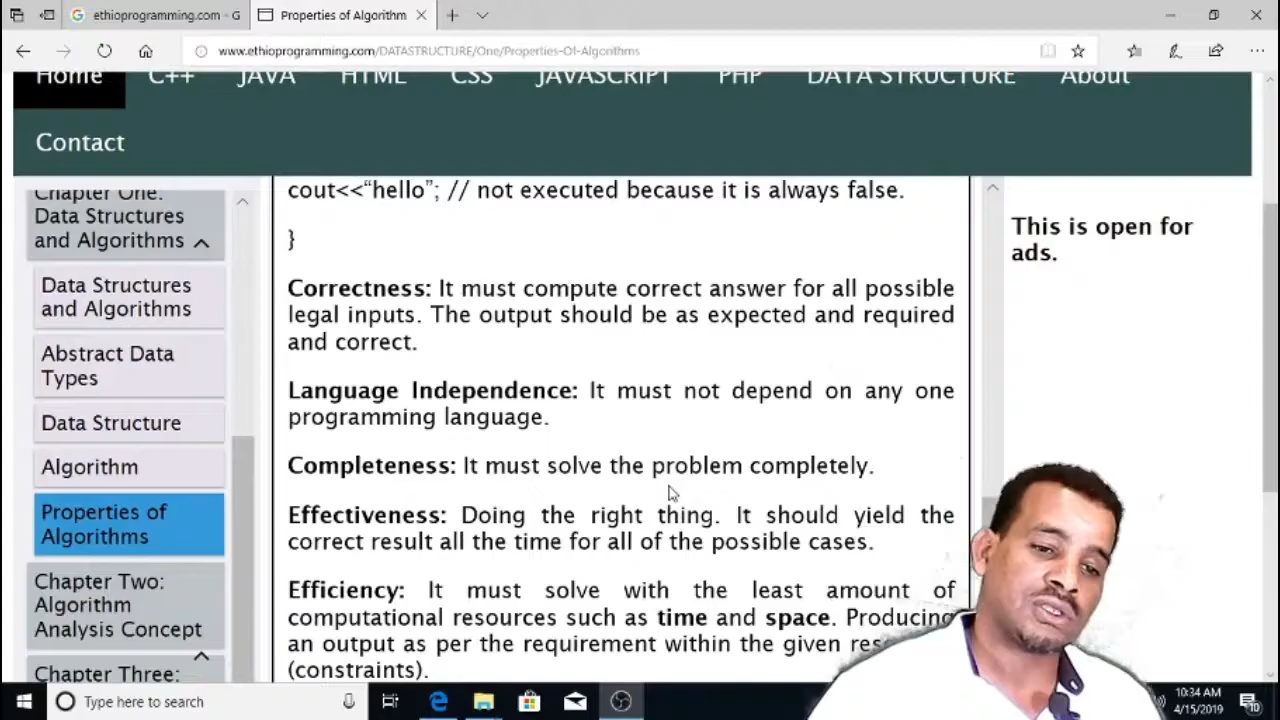 ethioprogramming.com - G
Properties of Algorithm
www.ethioprogramming.com/DATASTRUCTURE/One/Properties-Of-Algorithms
Home C++ JAVA HTML CSS JAVASCRIPT PHP DATA STRUCTURE About
Contact
Chapter One:
Data Structures
and Algorithms
Data Structures
and Algorithms
Abstract Data
Types
Data Structure
Algorithm
Properties of
Algorithms
Chapter Two:
Algorithm
Analysis Concept
Chapter Three:
cout<<“hello”; // not executed because it is always false.
}
Correctness: It must compute correct answer for all possible
legal inputs. The output should be as expected and required
and correct.
Language Independence: It must not depend on any one
programming language.
Completeness: It must solve the problem completely.
Effectiveness: Doing the right thing. It should yield the
correct result all the time for all of the possible cases.
Efficiency: It must solve with the least amount of
computational resources such as time and space. Producing
an output as per the requirement within the given
(constraints).
This is open for
ads.
Type here to search
10:34 AM
4/15/2019
10